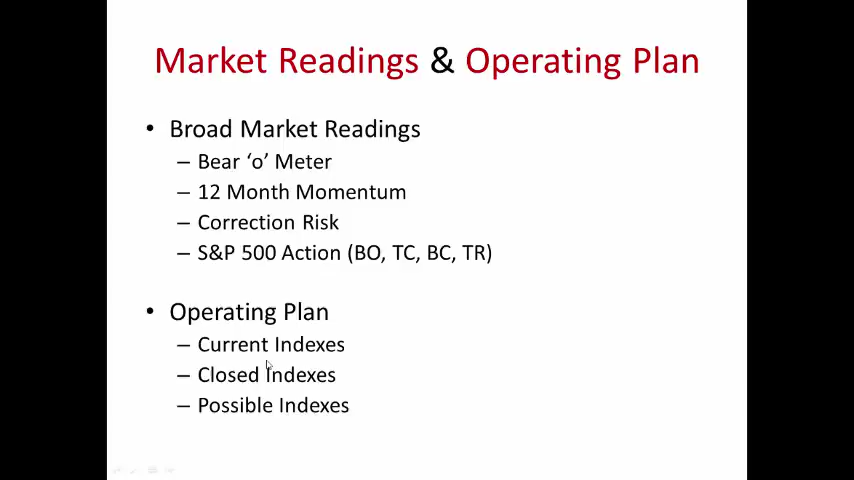 Market Readings & Operating Plan
• Broad Market Readings
– Bear ‘o’ Meter
– 12 Month Momentum
– Correction Risk
– S&P 500 Action (BO, TC, BC, TR)
• Operating Plan
– Current Indexes
– Closed Indexes
– Possible Indexes